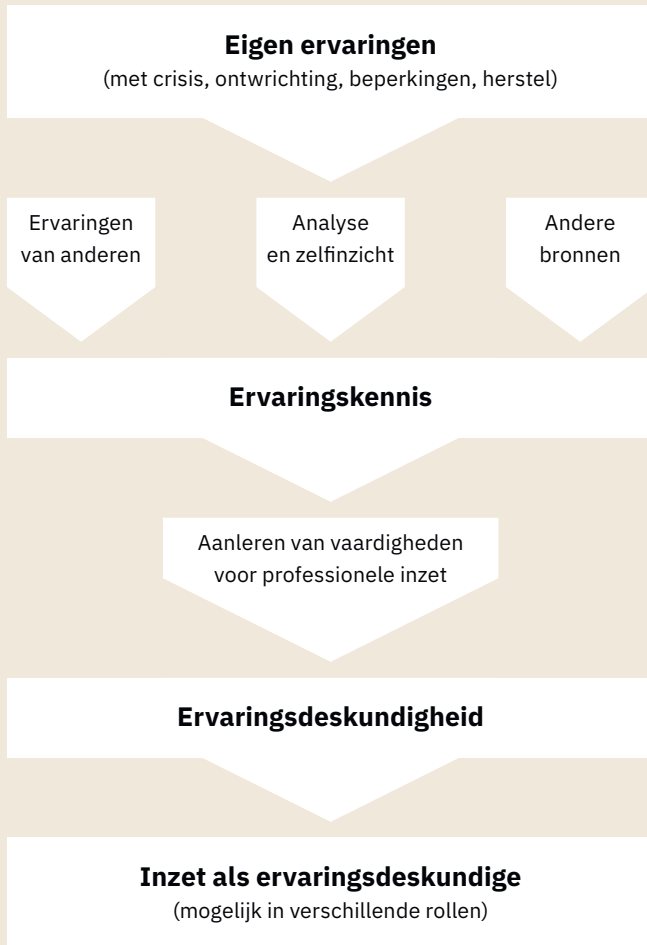 Eigen ervaringen
(met crisis, ontwrichting, beperkingen, herstel)
Ervaringen
van anderen
Analyse
en zelfinzicht
Andere
bronnen
Ervaringskennis
Aanleren van vaardigheden
voor professionele inzet
Ervaringsdeskundigheid
Inzet als ervaringsdeskundige
(mogelijk in verschillende rollen)